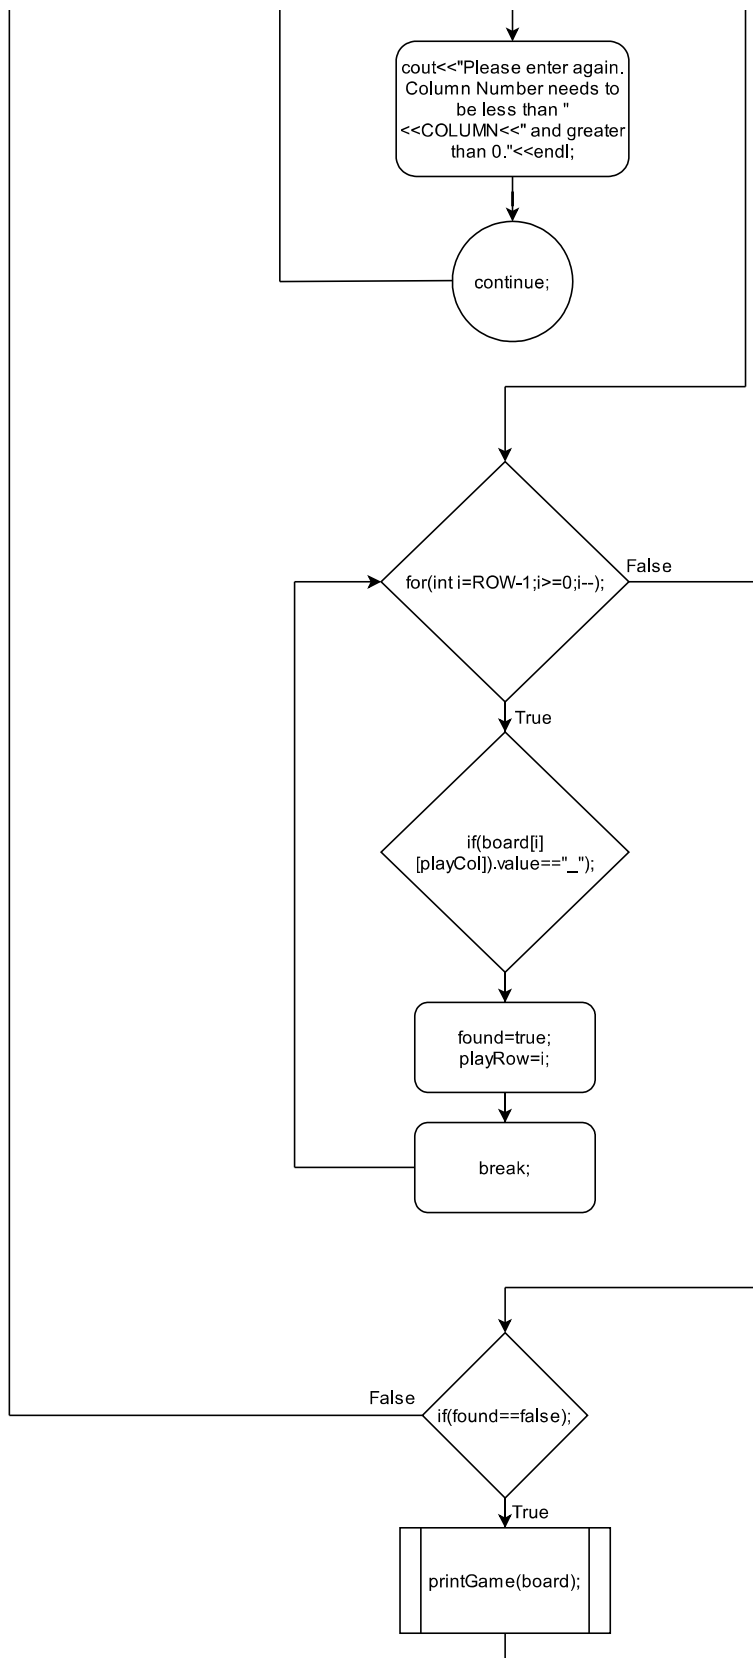 cout<<"Please enter again.
Column Number needs to
be less than "
<<COLUMN<<" and greater
than 0."<<endl;
continue;
for(int i=ROW-1;i>=0;i--);
False
True
if(board[i]
[playCol]).value=="_");
found=true;
playRow=i;
break;
False
if(found==false);
True
printGame(board);